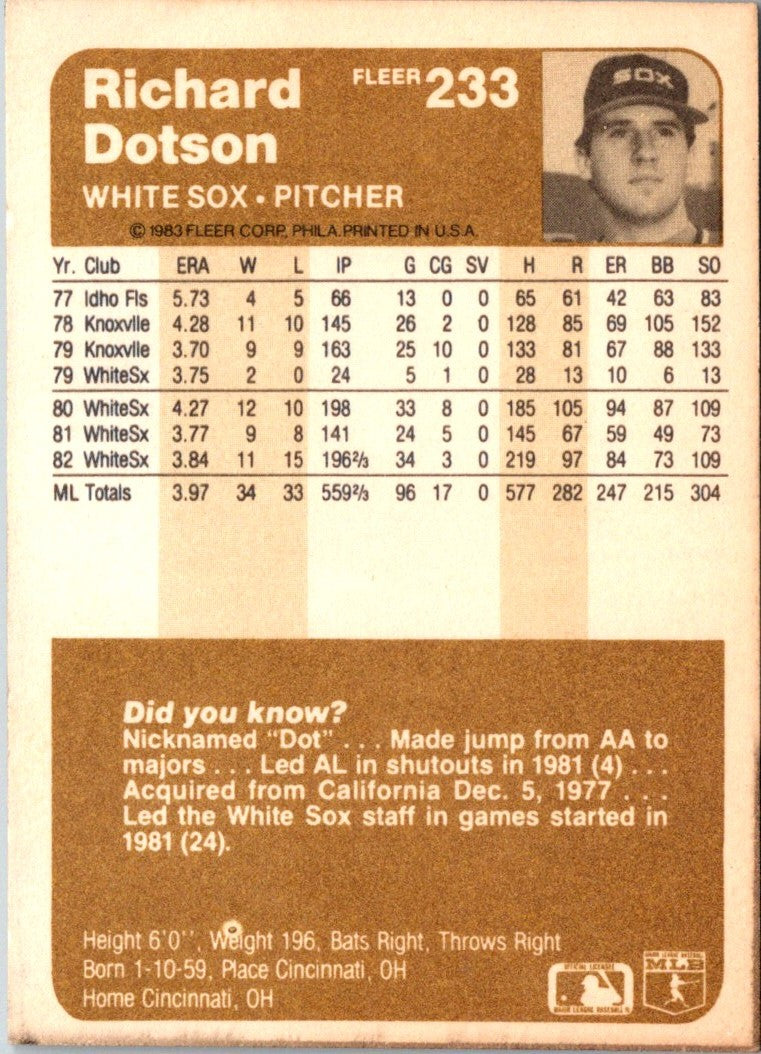 Richard
Dotson
FLEER 233
WHITE SOX • PITCHER
© 1983 FLEER CORP., PHILA. PRINTED IN U.S.A.
SOX
Yr. Club ERA W L IP G CG SV H R ER BB SO
77 Idho Fls 5.73 4 5 66 13 0 0 65 61 42 63 83
78 Knoxvlle 4.28 11 10 145 26 2 0 128 85 69 105 152
79 Knoxvlle 3.70 9 9 163 25 10 0 133 81 67 88 133
79 WhiteSx 3.75 2 0 24 5 1 0 28 13 10 6 13
80 WhiteSx 4.27 12 10 198 33 8 0 185 105 94 87 109
81 WhiteSx 3.77 9 8 141 24 5 0 145 67 59 49 73
82 WhiteSx 3.84 11 15 196⅔ 34 3 0 219 97 84 73 109
ML Totals 3.97 34 33 559⅔ 96 17 0 577 282 247 215 304
Did you know?
Nicknamed “Dot” . . . Made jump from AA to
majors . . . Led AL in shutouts in 1981 (4) . . .
Acquired from California Dec. 5, 1977 . . .
Led the White Sox staff in games started in
1981 (24).
Height 6'0'', Weight 196, Bats Right, Throws Right
Born 1-10-59, Place Cincinnati, OH
Home Cincinnati, OH
OFFICIAL LICENSEE
MAJOR LEAGUE BASEBALL
MAJOR LEAGUE BASEBALL
MLB